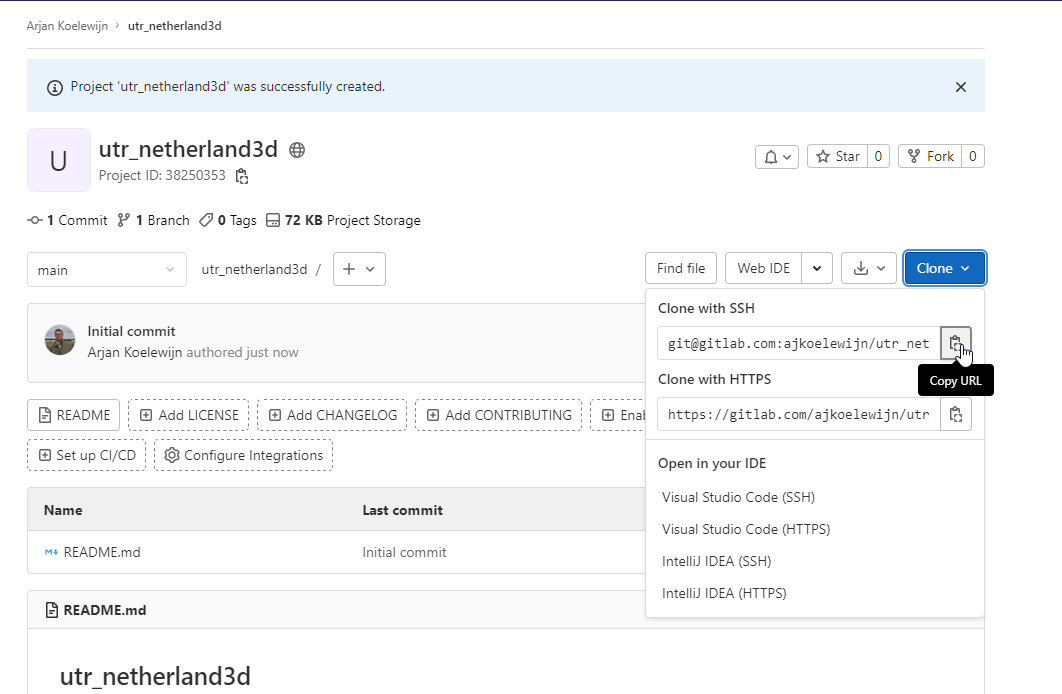 Arjan Koelewijn › utr_netherland3d
Project 'utr_netherland3d' was successfully created.
U
utr_netherland3d
Project ID: 38250353
Star 0
Fork 0
1 Commit 1 Branch 0 Tags 72 KB Project Storage
main
utr_netherland3d /
Find file
Web IDE
Clone
Clone with SSH
git@gitlab.com:ajkoelewijn/utr_net
Copy URL
Clone with HTTPS
https://gitlab.com/ajkoelewijn/utr
Open in your IDE
Visual Studio Code (SSH)
Visual Studio Code (HTTPS)
IntelliJ IDEA (SSH)
IntelliJ IDEA (HTTPS)
Initial commit
Arjan Koelewijn authored just now
README
Add LICENSE
Add CHANGELOG
Add CONTRIBUTING
Enab
Set up CI/CD
Configure Integrations
Name Last commit
README.md Initial commit
README.md
utr_netherland3d